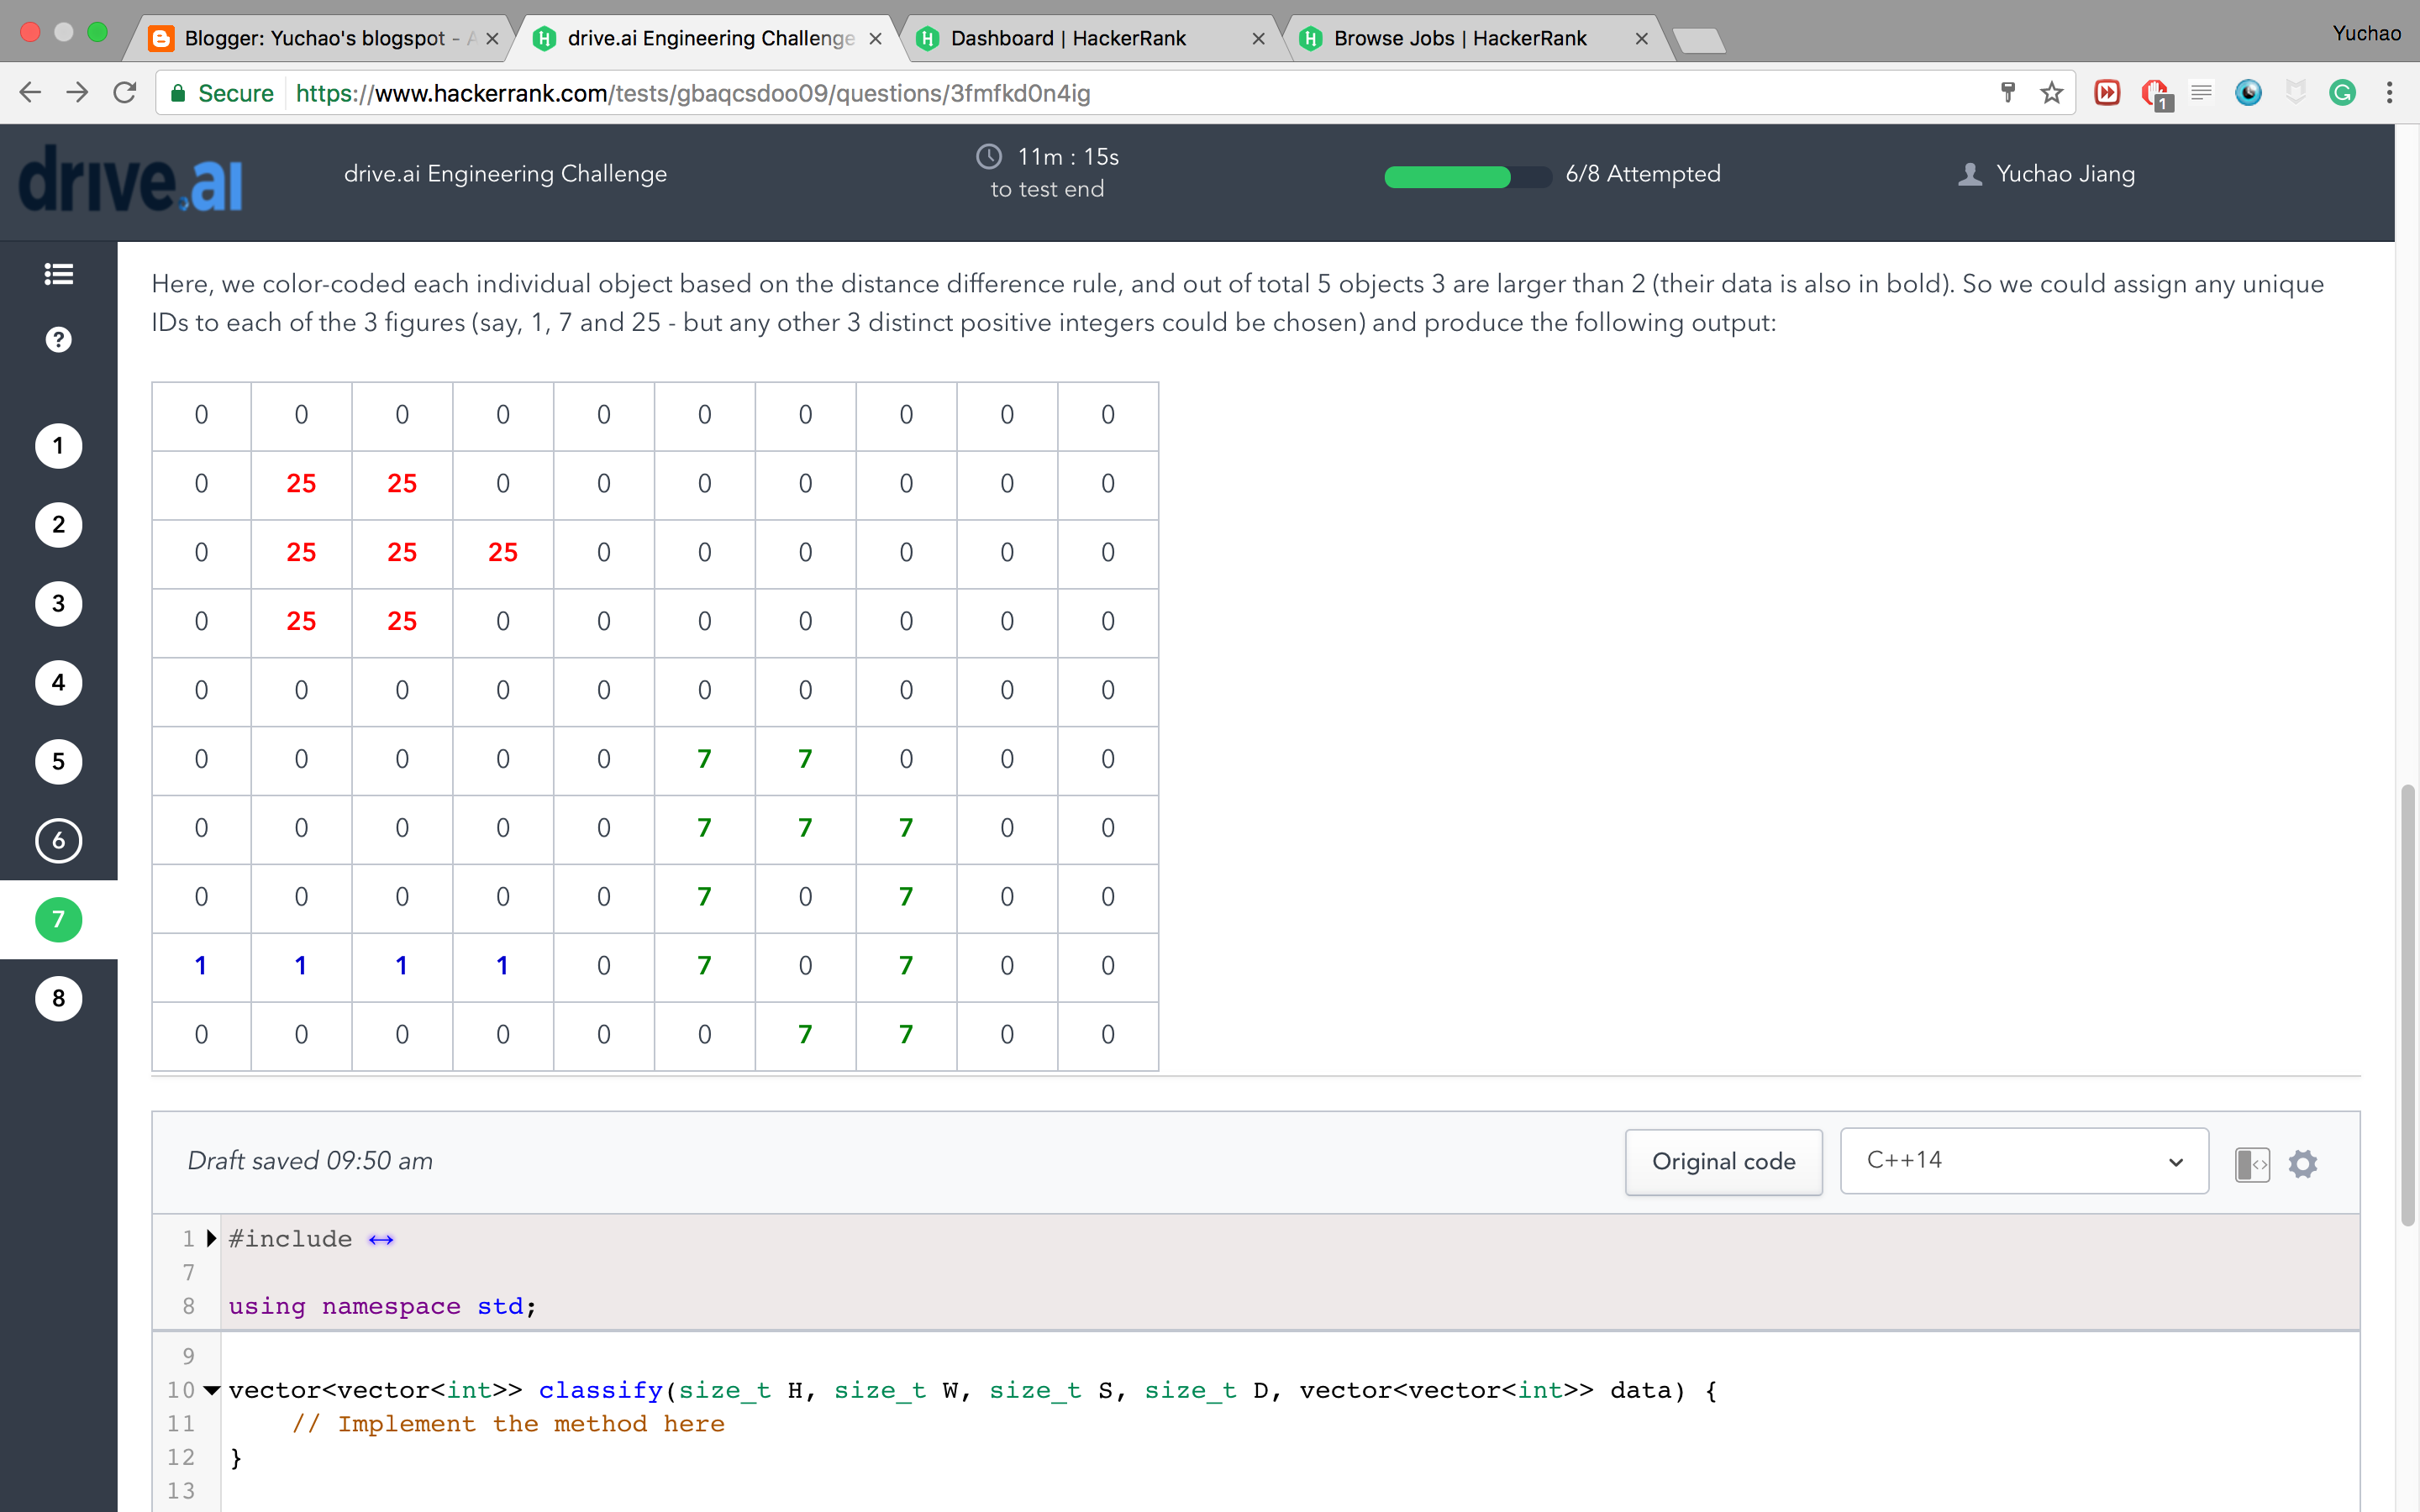 Blogger: Yuchao's blogspot - A
drive.ai Engineering Challenge
Dashboard | HackerRank
Browse Jobs | HackerRank
Yuchao
Secure https://www.hackerrank.com/tests/gbaqcsdoo09/questions/3fmfkd0n4ig
1
drive.ai
drive.ai Engineering Challenge
11m : 15s
to test end
6/8 Attempted
Yuchao Jiang
?
1
2
3
4
5
6
7
8
Here, we color-coded each individual object based on the distance difference rule, and out of total 5 objects 3 are larger than 2 (their data is also in bold). So we could assign any unique
IDs to each of the 3 figures (say, 1, 7 and 25 - but any other 3 distinct positive integers could be chosen) and produce the following output:
0 0 0 0 0 0 0 0 0 0
0 25 25 0 0 0 0 0 0 0
0 25 25 25 0 0 0 0 0 0
0 25 25 0 0 0 0 0 0 0
0 0 0 0 0 0 0 0 0 0
0 0 0 0 0 7 7 0 0 0
0 0 0 0 0 7 7 7 0 0
0 0 0 0 0 7 0 7 0 0
1 1 1 1 0 7 0 7 0 0
0 0 0 0 0 0 7 7 0 0
Draft saved 09:50 am
Original code
C++14
1 #include ↔
7
8 using namespace std;
9
10 vector<vector<int>> classify(size_t H, size_t W, size_t S, size_t D, vector<vector<int>> data) {
11 // Implement the method here
12 }
13